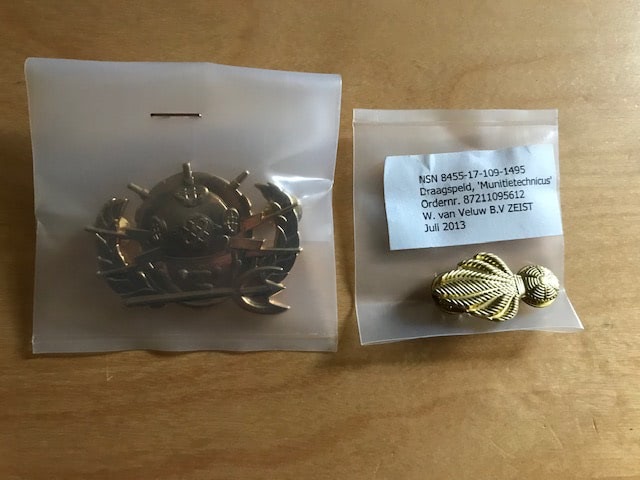 NSN 8455-17-109-1495
Draagspeld, 'Munitietechnicus'
Ordernr. 87211095612
W. van Veluw B.V ZEIST
Juli 2013